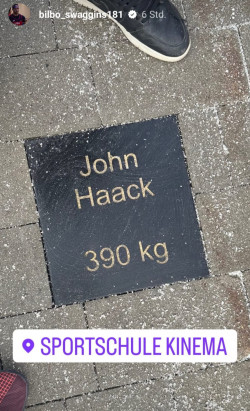 bilbo_swaggins181 6 Std.
John
Haack
390 kg
SPORTSCHULE KINEMA